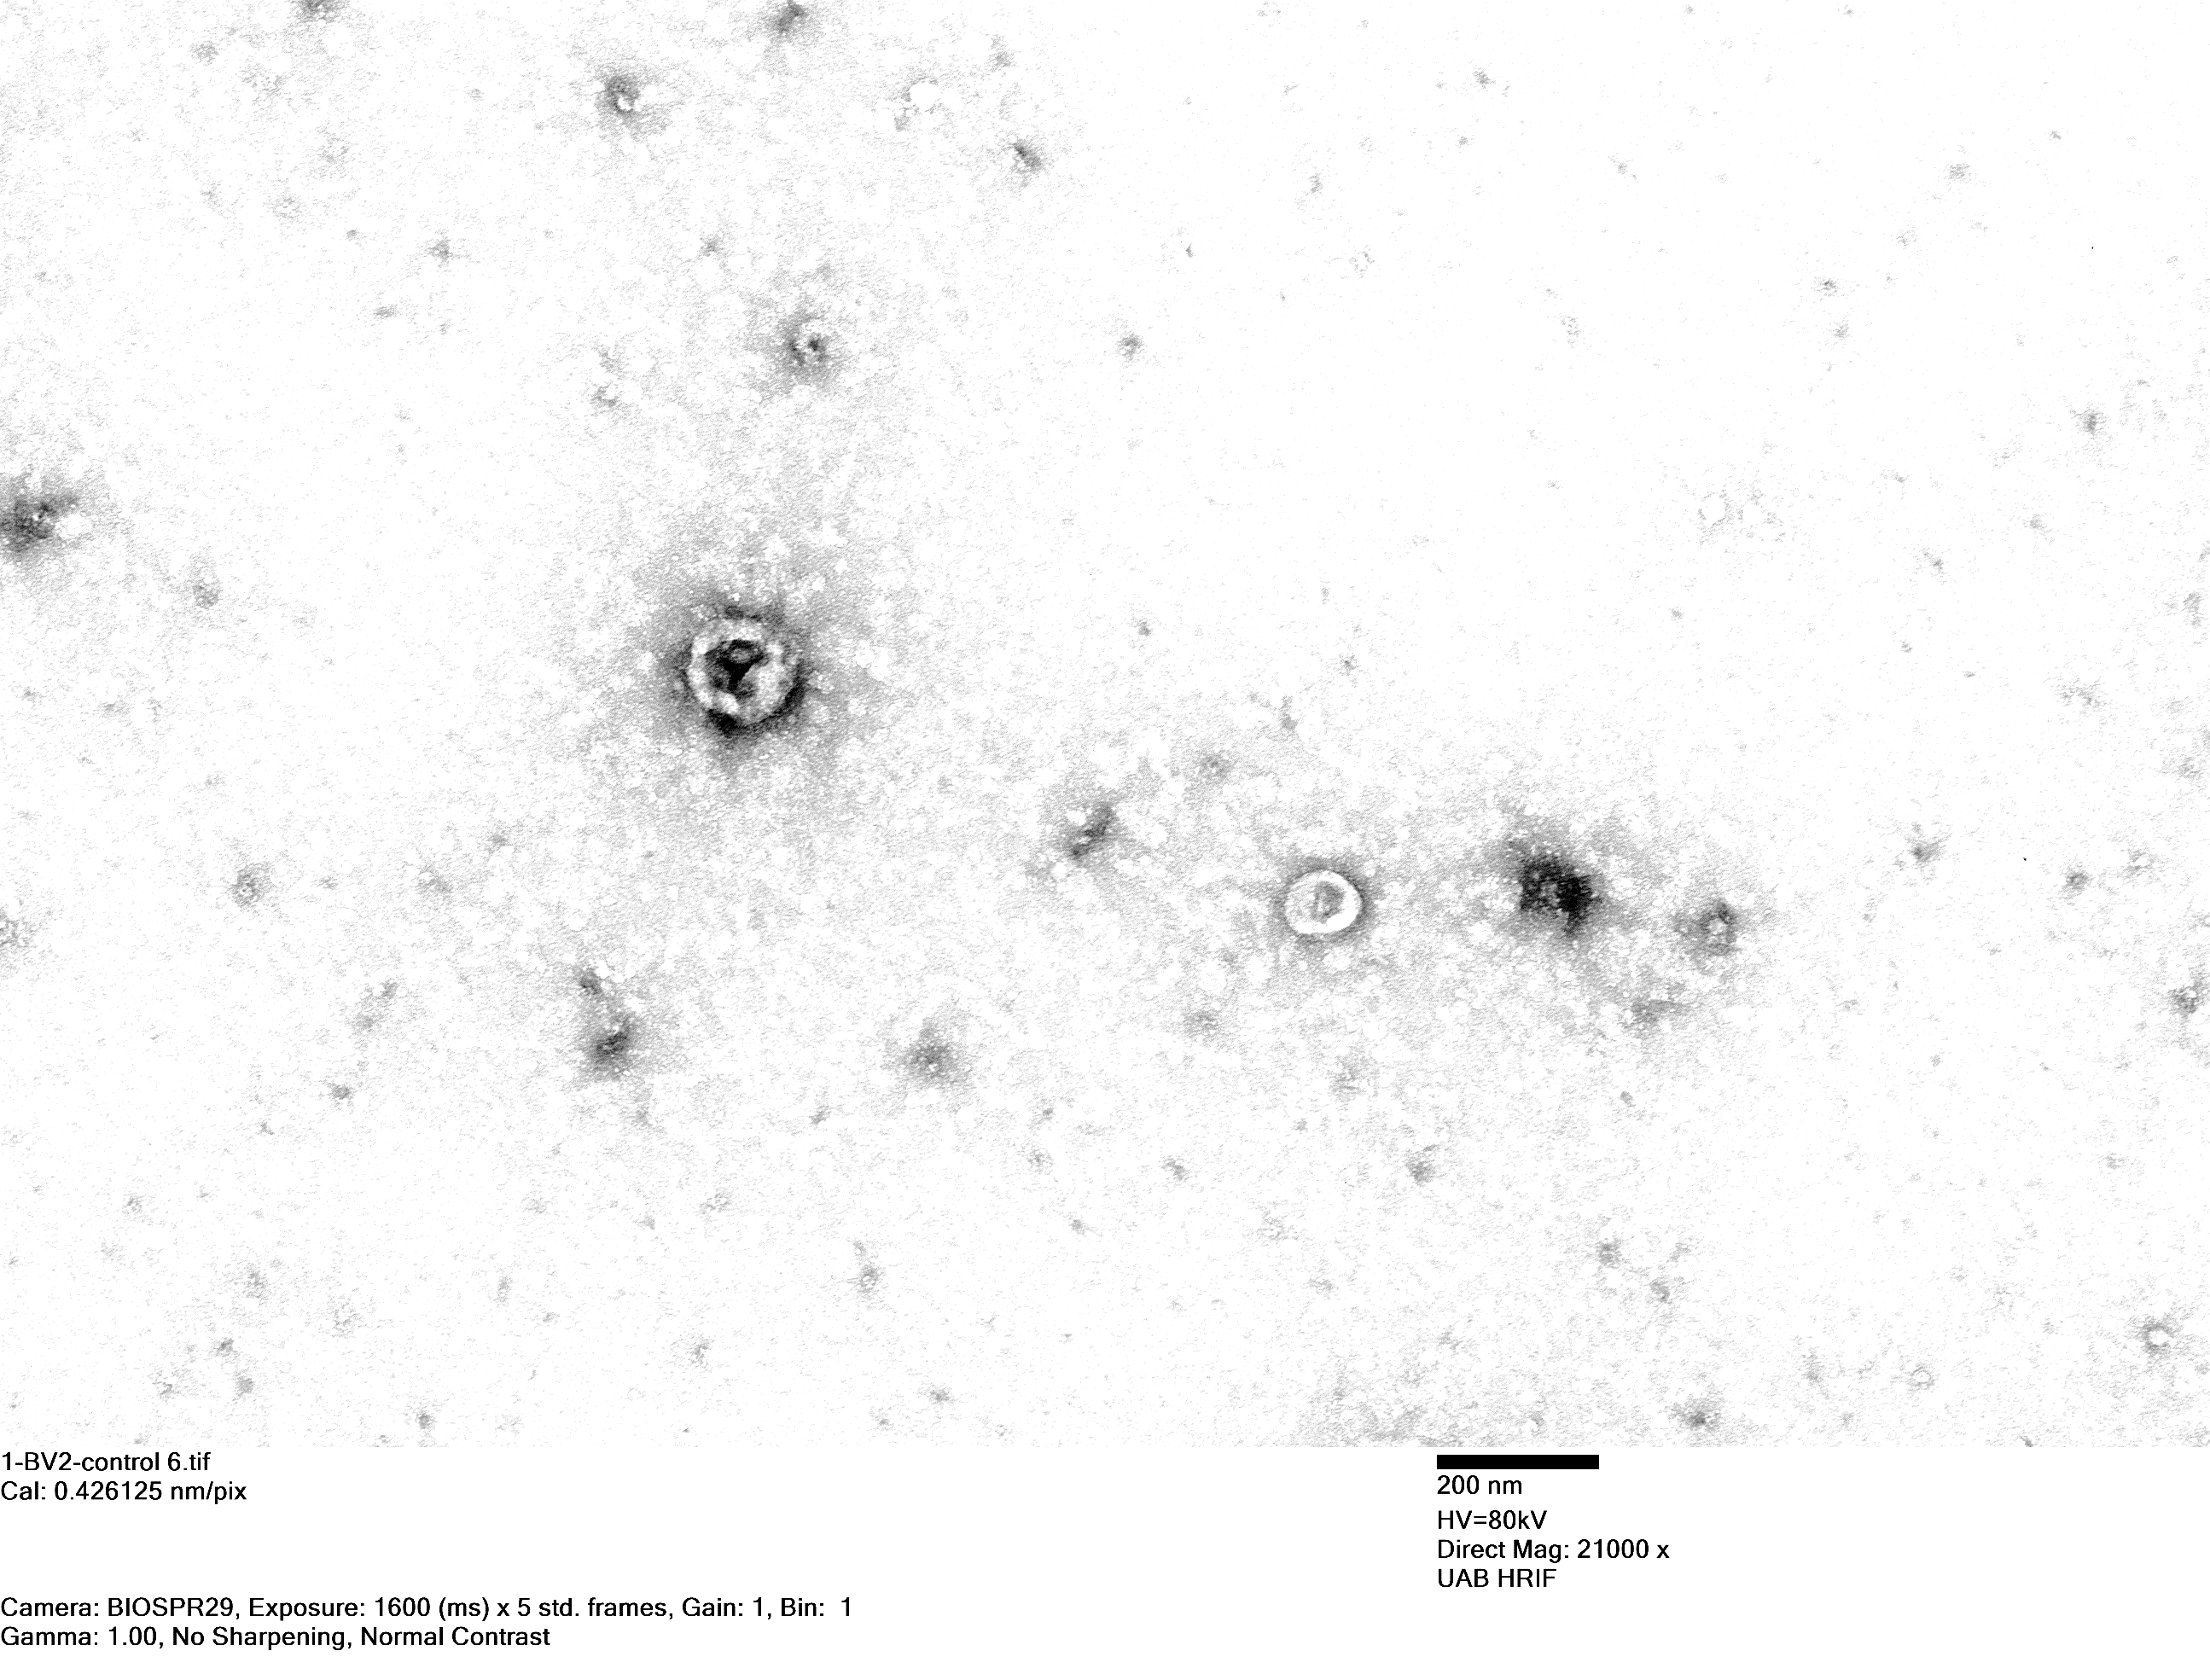 1-BV2-control 6.tif
Cal: 0.426125 nm/pix
200 nm
HV=80kV
Direct Mag: 21000 x
UAB HRIF
Camera: BIOSPR29, Exposure: 1600 (ms) x 5 std. frames, Gain: 1, Bin:  1
Gamma: 1.00, No Sharpening, Normal Contrast